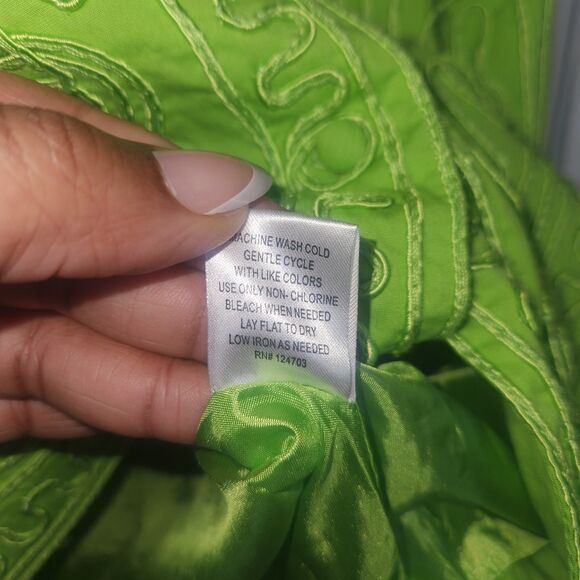 MACHINE WASH COLD
GENTLE CYCLE
WITH LIKE COLORS
USE ONLY NON- CHLORINE
BLEACH WHEN NEEDED
LAY FLAT TO DRY
LOW IRON AS NEEDED
RN# 124703